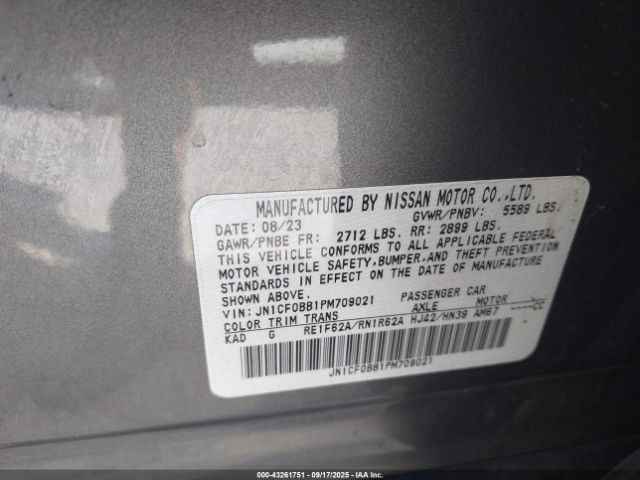 MANUFACTURED BY NISSAN MOTOR CO.,LTD.
DATE: 08/23 GVWR/PNBV: 5589 LBS.
GAWR/PNBE FR: 2712 LBS. RR: 2899 LBS.
THIS VEHICLE CONFORMS TO ALL APPLICABLE FEDERAL
MOTOR VEHICLE SAFETY, BUMPER, AND THEFT PREVENTION
STANDARDS IN EFFECT ON THE DATE OF MANUFACTURE
SHOWN ABOVE.
VIN: JN1CF0BB1PM709021 PASSENGER CAR
COLOR TRIM TRANS AXLE MOTOR
KAD G RE1F62A/RN1R62A HJ42/HN39 AM67 ----CC
JN1CF0BB1PM709021
000-43261751 - 09/17/2025 - IAAI.COM